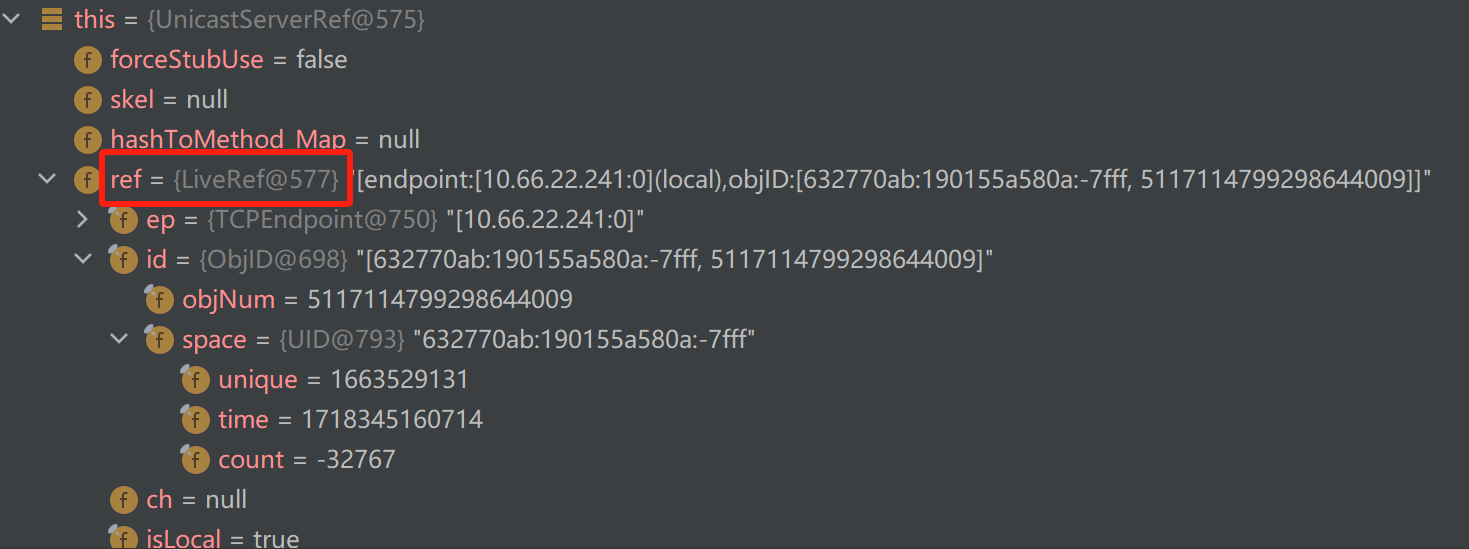 this = {UnicastServerRef@575}
f forceStubUse = false
f skel = null
f hashToMethod_Map = null
f ref = {LiveRef@577} "[endpoint:[10.66.22.241:0](local),objID:[632770ab:190155a580a:-7fff, 5117114799298644009]]"
f ep = {TCPEndpoint@750} "[10.66.22.241:0]"
f id = {ObjID@698} "[632770ab:190155a580a:-7fff, 5117114799298644009]"
f objNum = 5117114799298644009
f space = {UID@793} "632770ab:190155a580a:-7fff"
f unique = 1663529131
f time = 1718345160714
f count = -32767
f ch = null
f isLocal = true